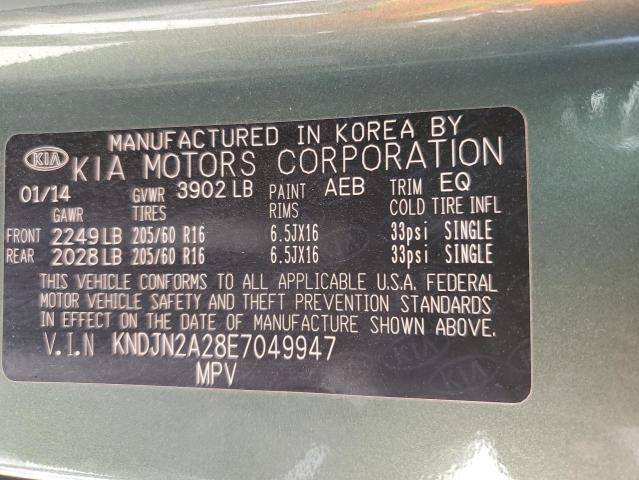 MANUFACTURED IN KOREA BY
KIA KIA MOTORS CORPORATION
01/14 GVWR 3902 LB PAINT AEB TRIM EQ
GAWR TIRES RIMS COLD TIRE INFL
FRONT 2249 LB 205/60 R16 6.5JX16 33psi SINGLE
REAR 2028 LB 205/60 R16 6.5JX16 33psi SINGLE
THIS VEHICLE CONFORMS TO ALL APPLICABLE U.S.A. FEDERAL
MOTOR VEHICLE SAFETY AND THEFT PREVENTION STANDARDS
IN EFFECT ON THE DATE OF MANUFACTURE SHOWN ABOVE.
V.I.N KNDJN2A28E7049947
MPV